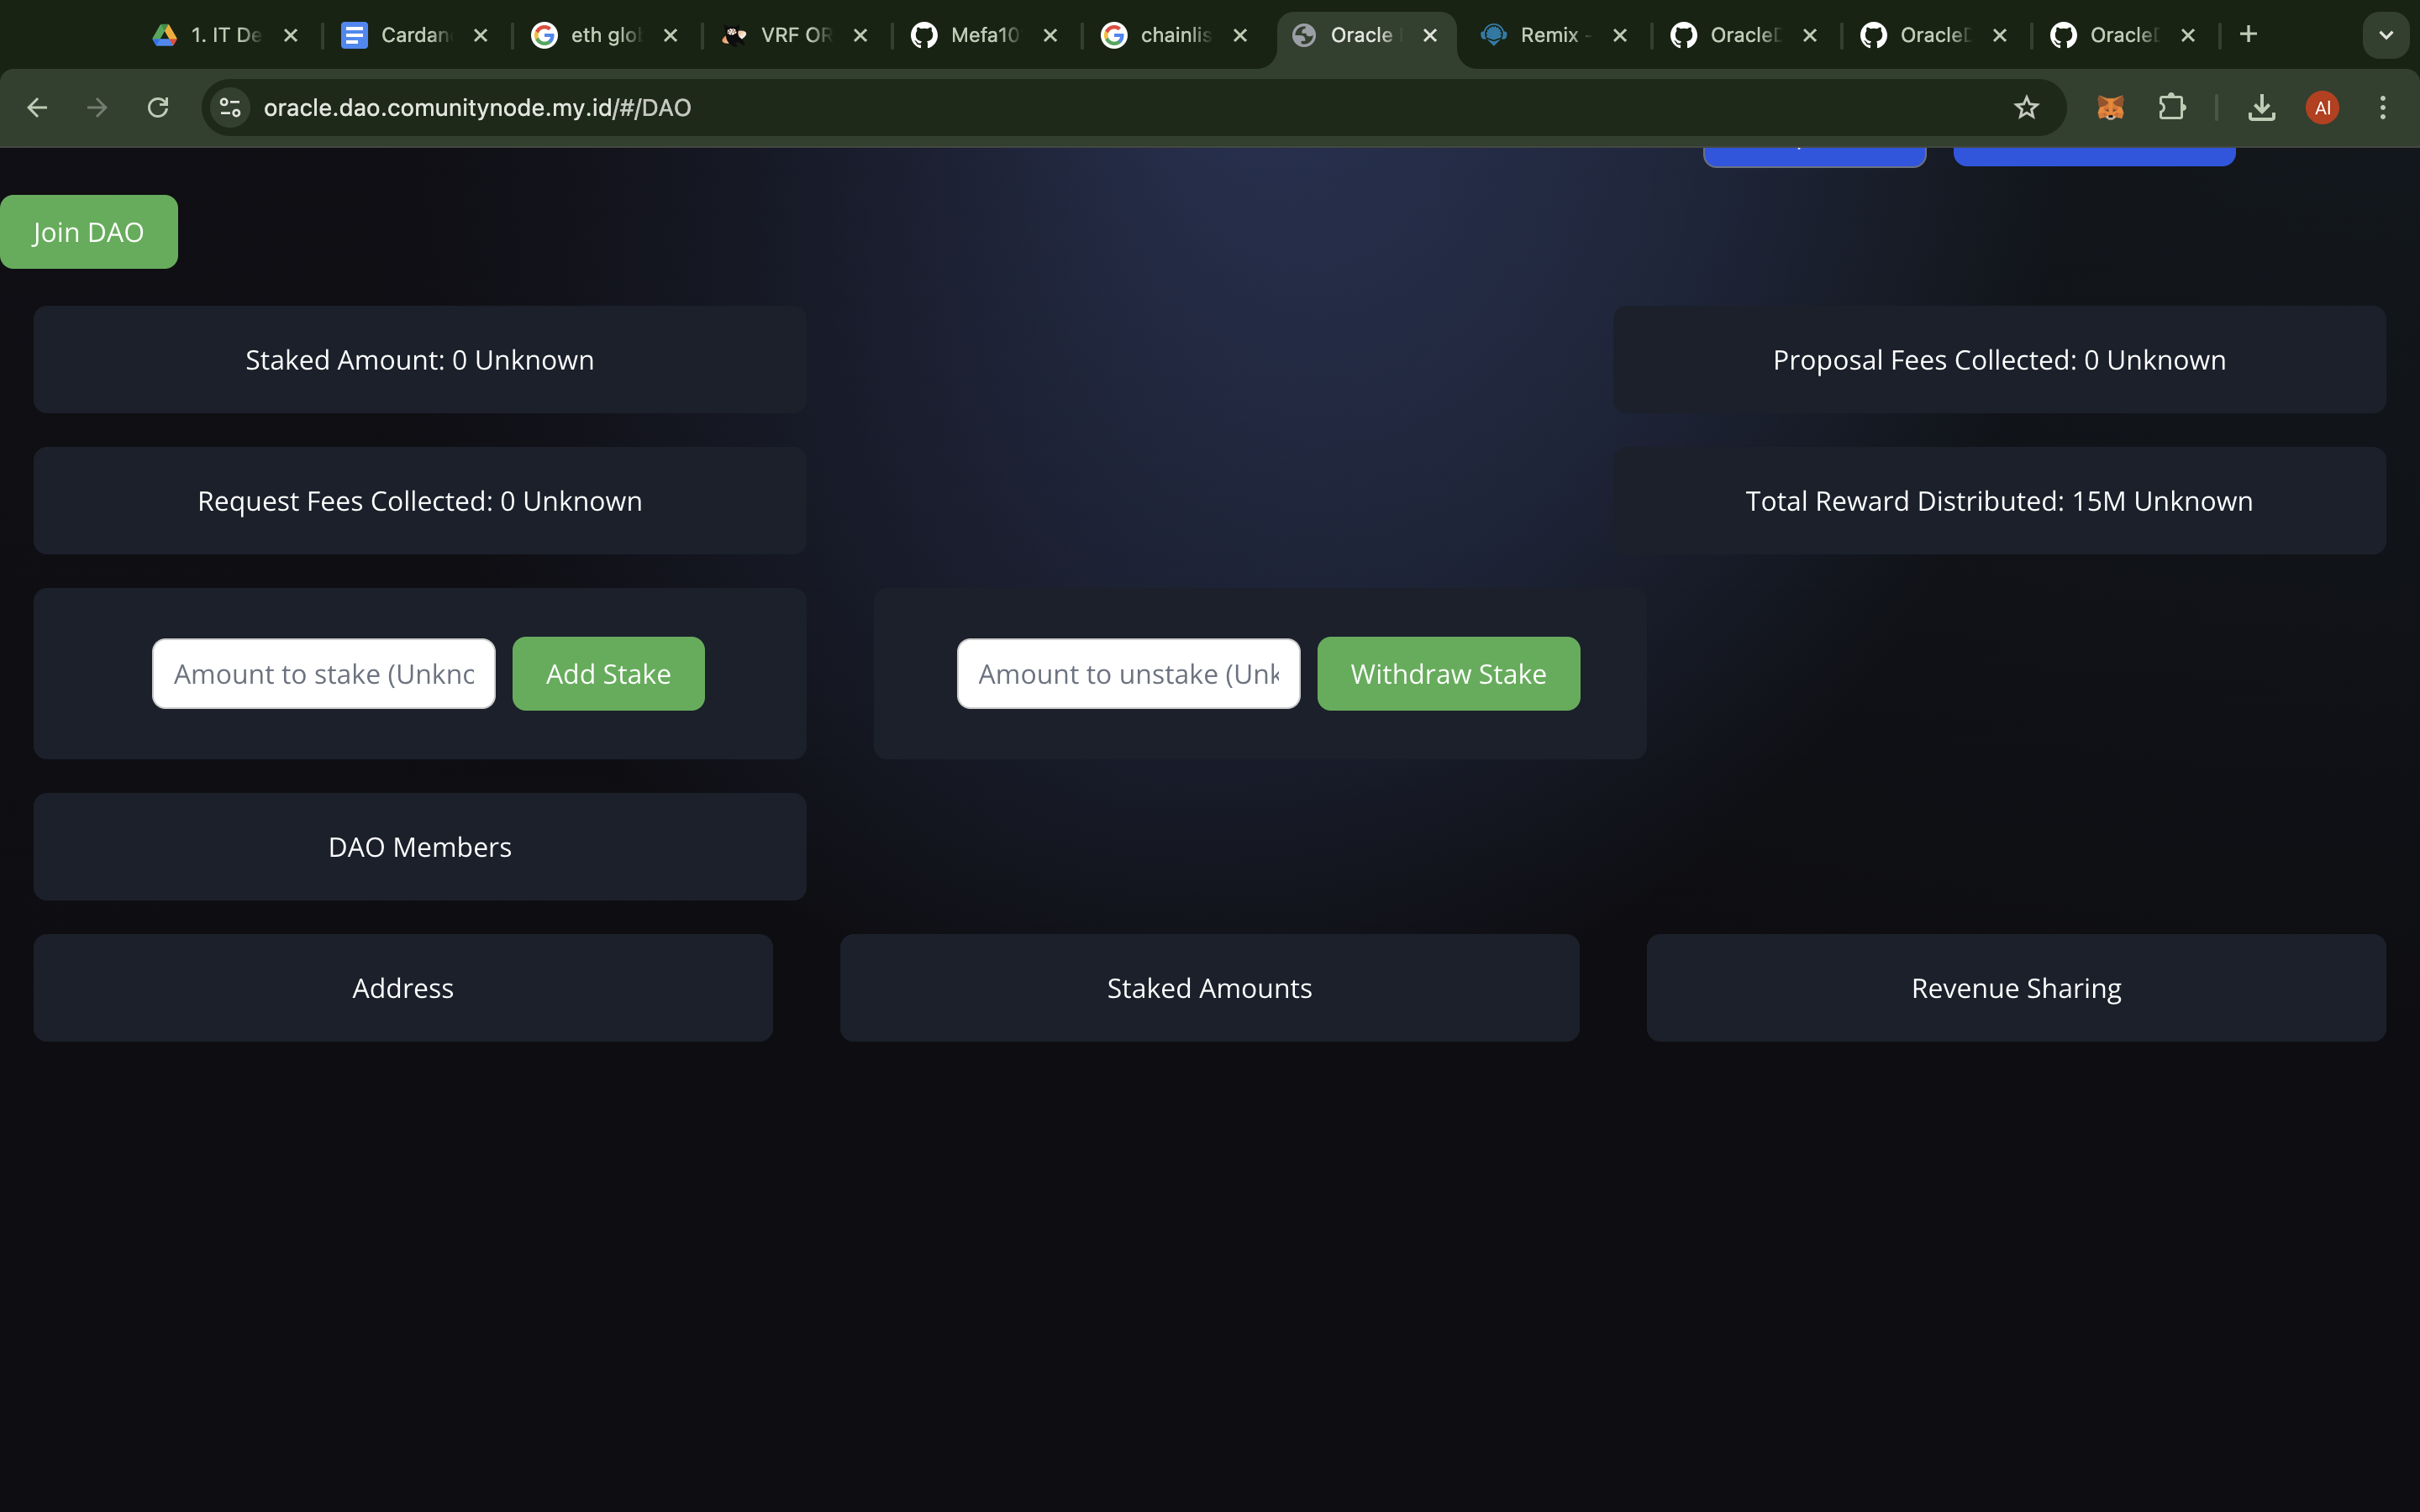 1. IT De
Cardan
eth glo
VRF OR
Mefa10
chainlis
Oracle
Remix -
OracleD
OracleD
OracleD
oracle.dao.comunitynode.my.id/#/DAO
AI
Join DAO
Staked Amount: 0 Unknown
Proposal Fees Collected: 0 Unknown
Request Fees Collected: 0 Unknown
Total Reward Distributed: 15M Unknown
Amount to stake (Unknc
Add Stake
Amount to unstake (Unk
Withdraw Stake
DAO Members
Address
Staked Amounts
Revenue Sharing